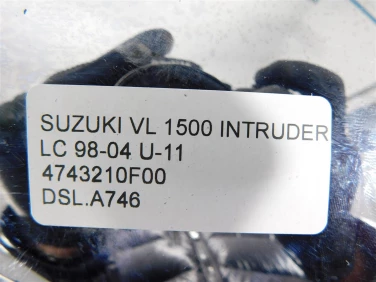 SUZUKI VL 1500 INTRUDER
LC 98-04 U-11
4743210F00
DSL.A746